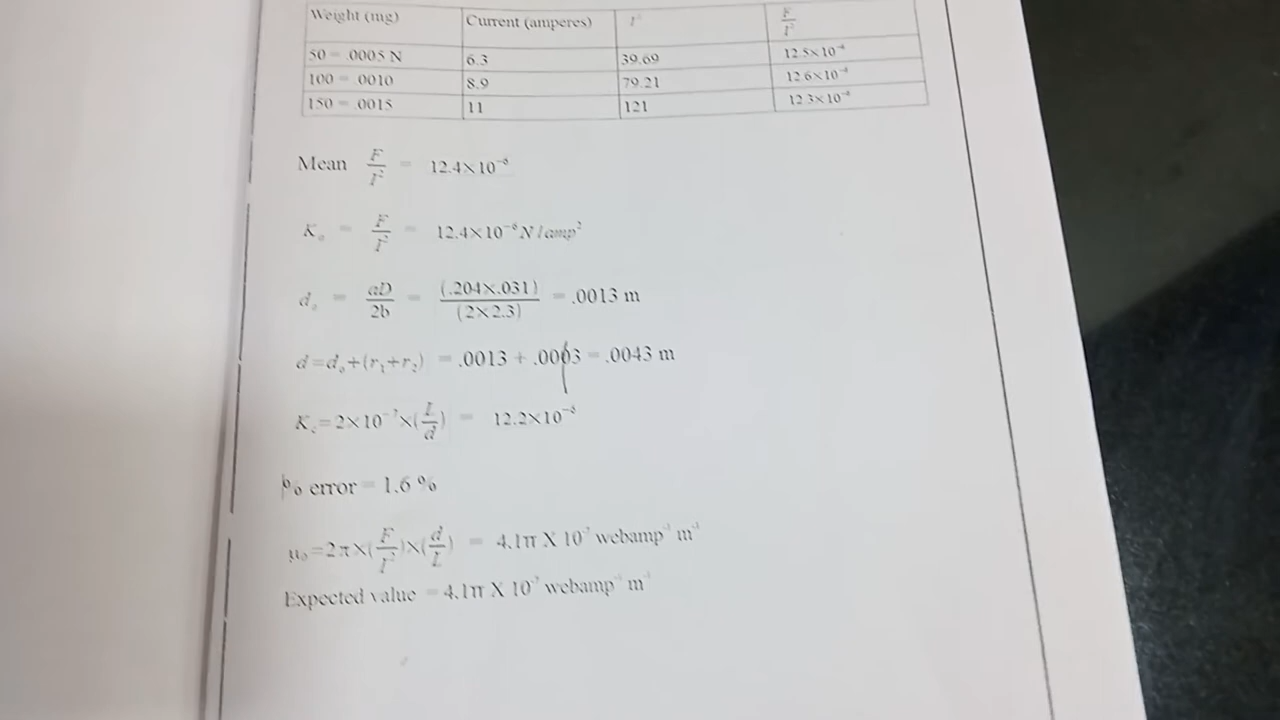 Weight (mg) Current (amperes) I² F/I²
50 = .0005 N 6.3 39.69 12.5×10⁻⁶
100 = .0010 8.9 79.21 12.6×10⁻⁶
150 = .0015 11 121 12.3×10⁻⁶
Mean F/I² = 12.4×10⁻⁶
Kₒ = F/I² = 12.4×10⁻⁶ N/amp²
dₒ = aD/2b = (.204×.031)/(2×2.3) = .0013 m
d=dₒ+(r₁+r₂) = .0013 + .0003 = .0043 m
K꜀=2×10⁻⁷×(L/d) = 12.2×10⁻⁶
% error = 1.6 %
μₒ=2π×(F/I²)×(d/L) = 4.1π X 10⁻⁷ webamp⁻¹ m⁻¹
Expected value = 4.1π X 10⁻⁷ webamp⁻¹ m⁻¹